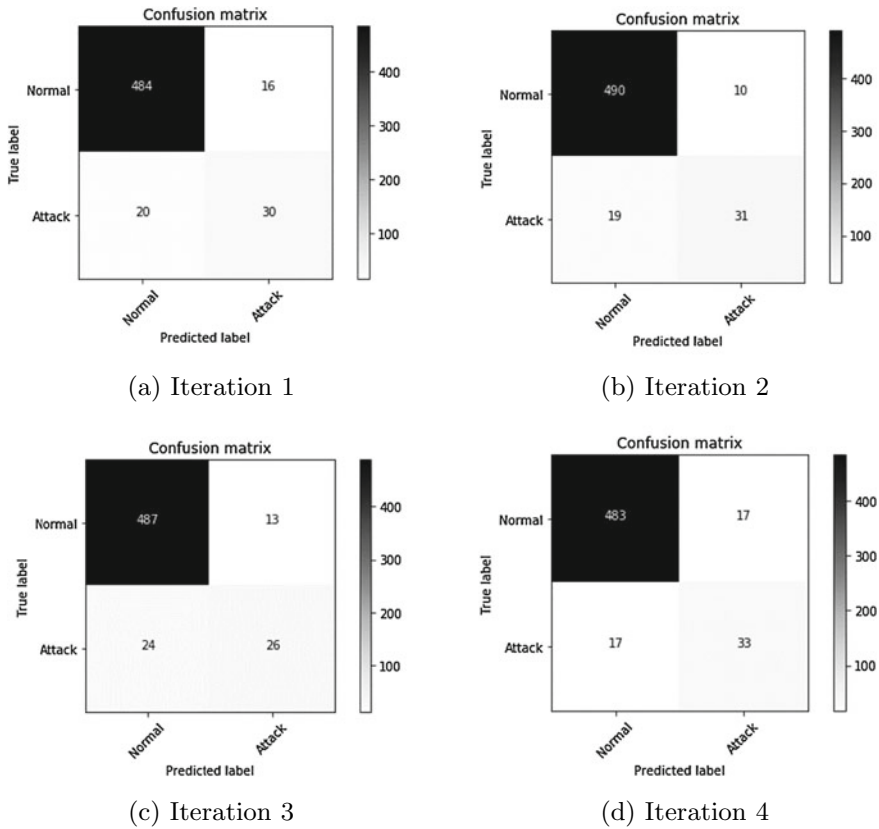 Confusion matrix
Normal
Attack
True label
484
16
20
30
Normal
Attack
Predicted label
400
300
200
100
(a) Iteration 1
Confusion matrix
Normal
Attack
True label
490
10
19
31
Normal
Attack
Predicted label
400
300
200
100
(b) Iteration 2
Confusion matrix
Normal
Attack
True label
487
13
24
26
Normal
Attack
Predicted label
400
300
200
100
(c) Iteration 3
Confusion matrix
Normal
Attack
True label
483
17
17
33
Normal
Attack
Predicted label
400
300
200
100
(d) Iteration 4